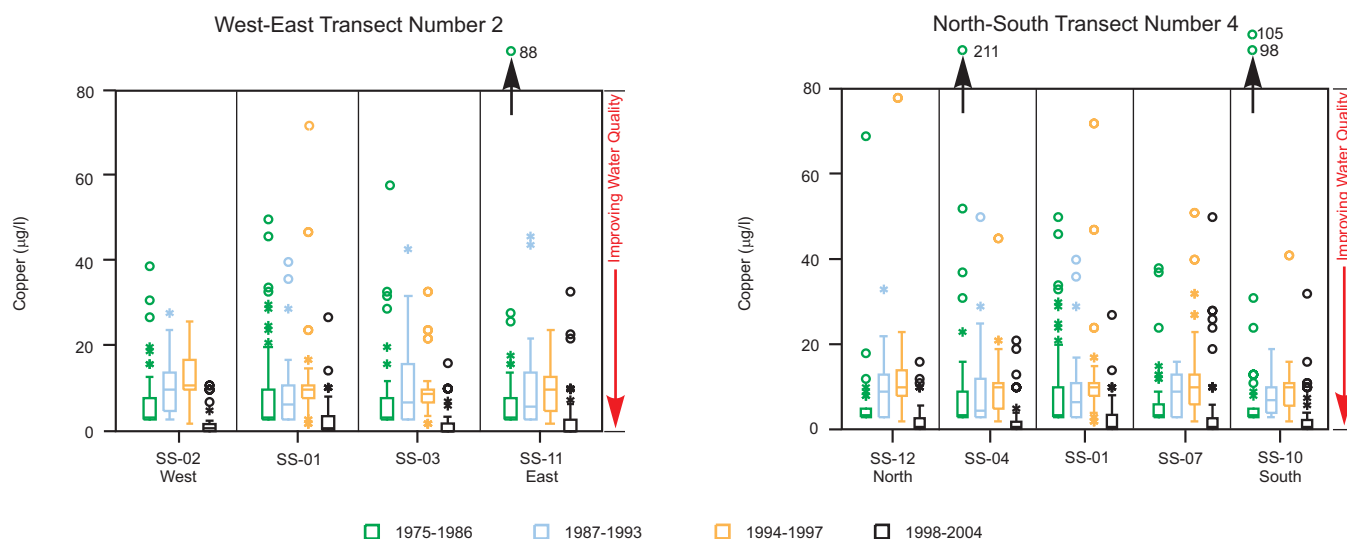 West-East Transect Number 2
88
80
60
40
20
0
Copper (µg/l)
Improving Water Quality
SS-02
West
SS-01
SS-03
SS-11
East
North-South Transect Number 4
211
105
98
80
60
40
20
0
Copper (µg/l)
Improving Water Quality
SS-12
North
SS-04
SS-01
SS-07
SS-10
South
1975-1986
1987-1993
1994-1997
1998-2004